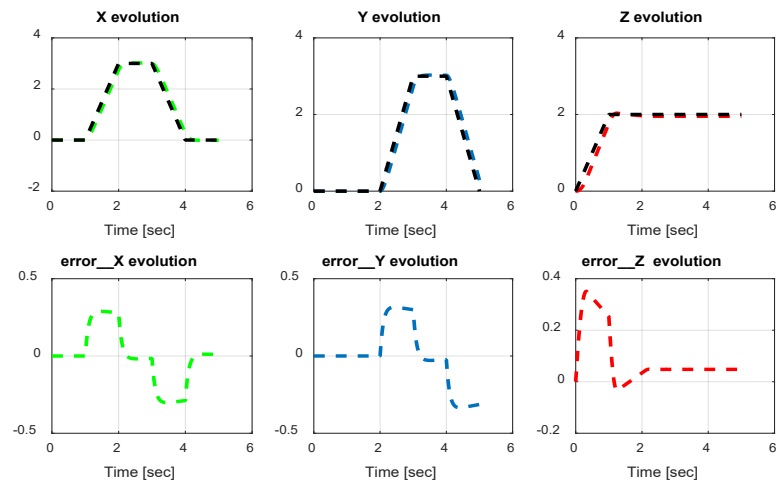 X evolution
4
2
0
-2
0 2 4 6
Time [sec]
Y evolution
4
2
0
0 2 4 6
Time [sec]
Z evolution
4
2
0
0 2 4 6
Time [sec]
error__X evolution
0.5
0
-0.5
0 2 4 6
Time [sec]
error__Y evolution
0.5
0
-0.5
0 2 4 6
Time [sec]
error__Z evolution
0.4
0.2
0
-0.2
0 2 4 6
Time [sec]